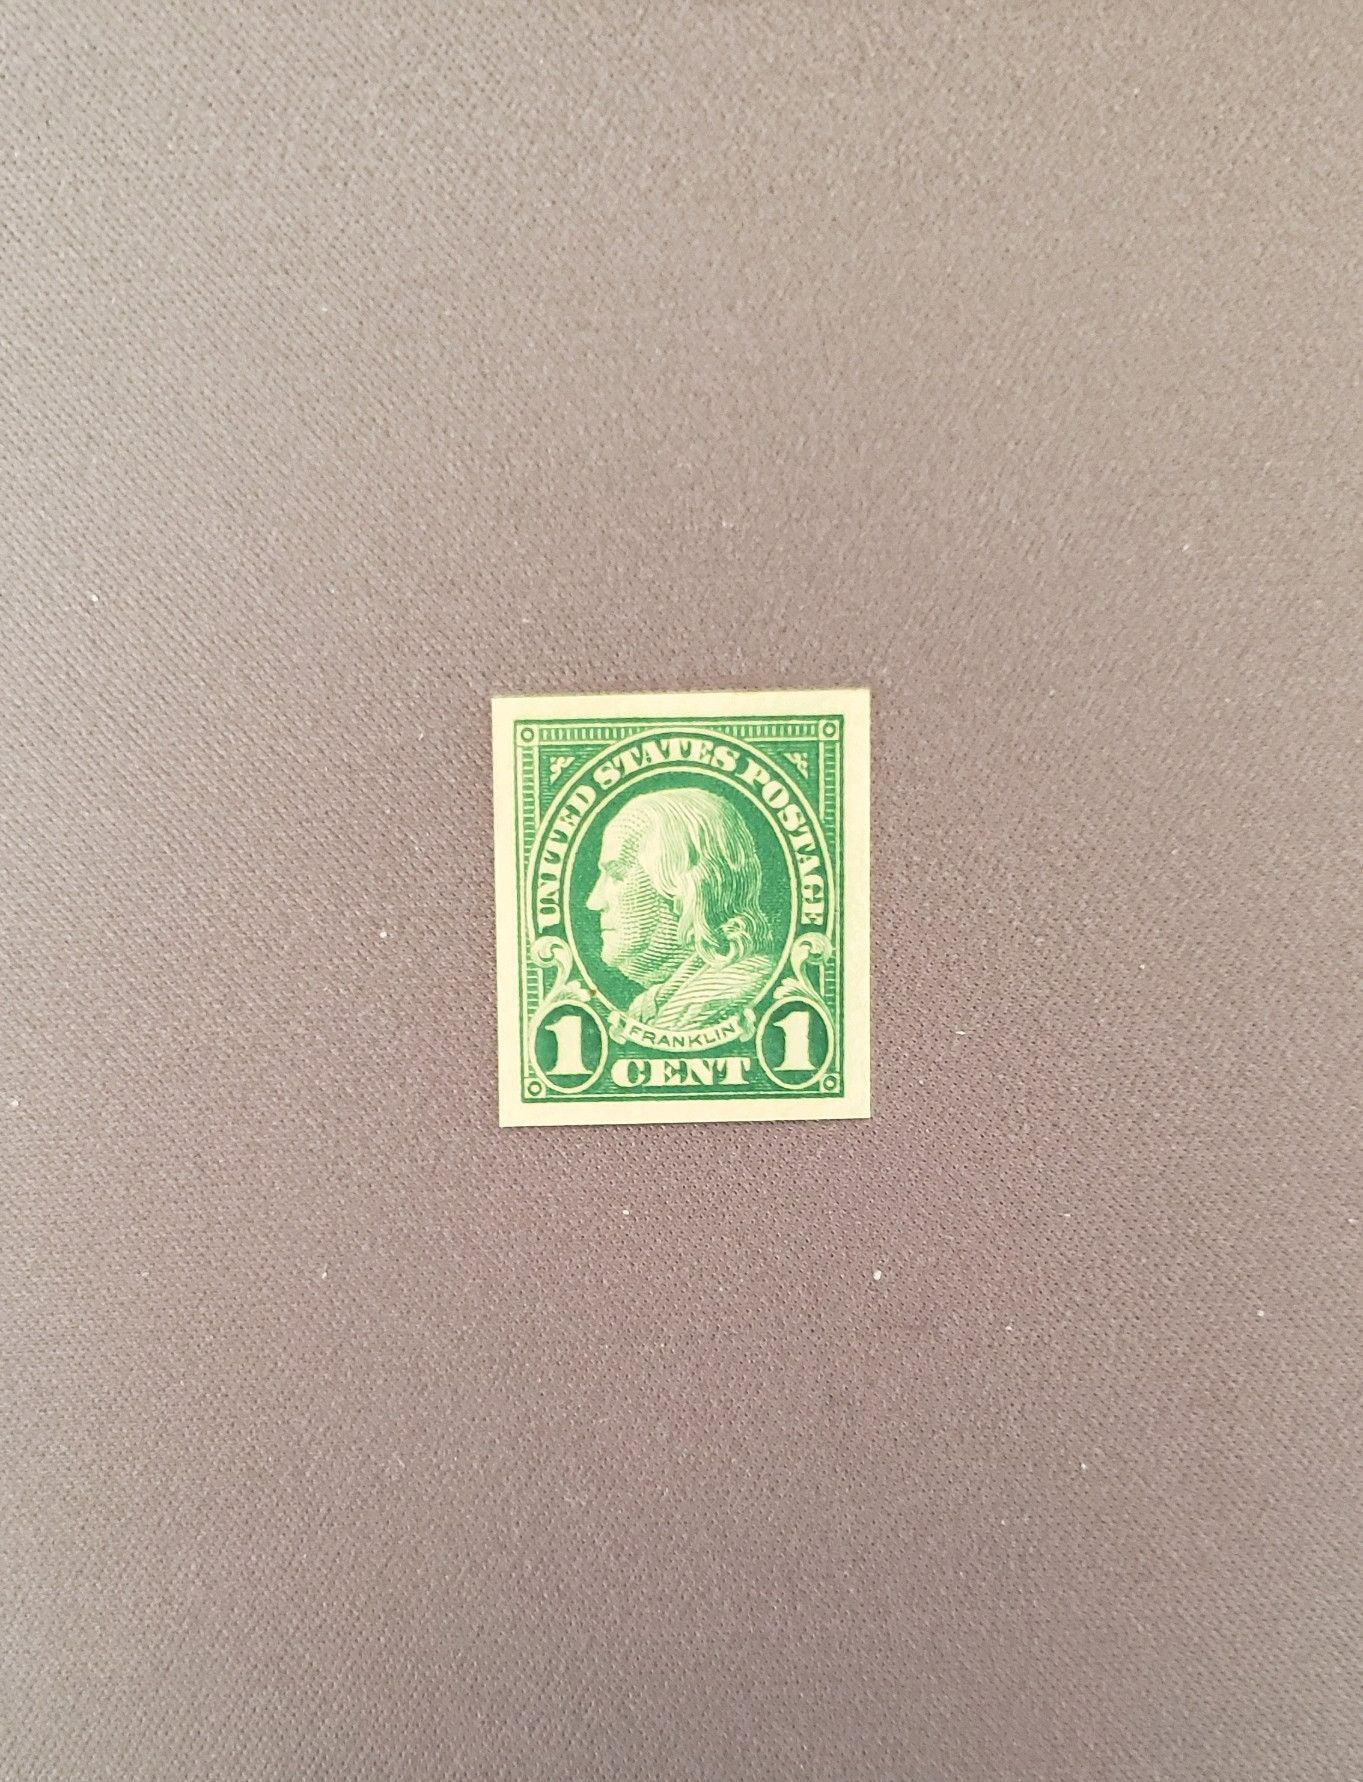 UNITED STATES POSTAGE
FRANKLIN
1 CENT 1